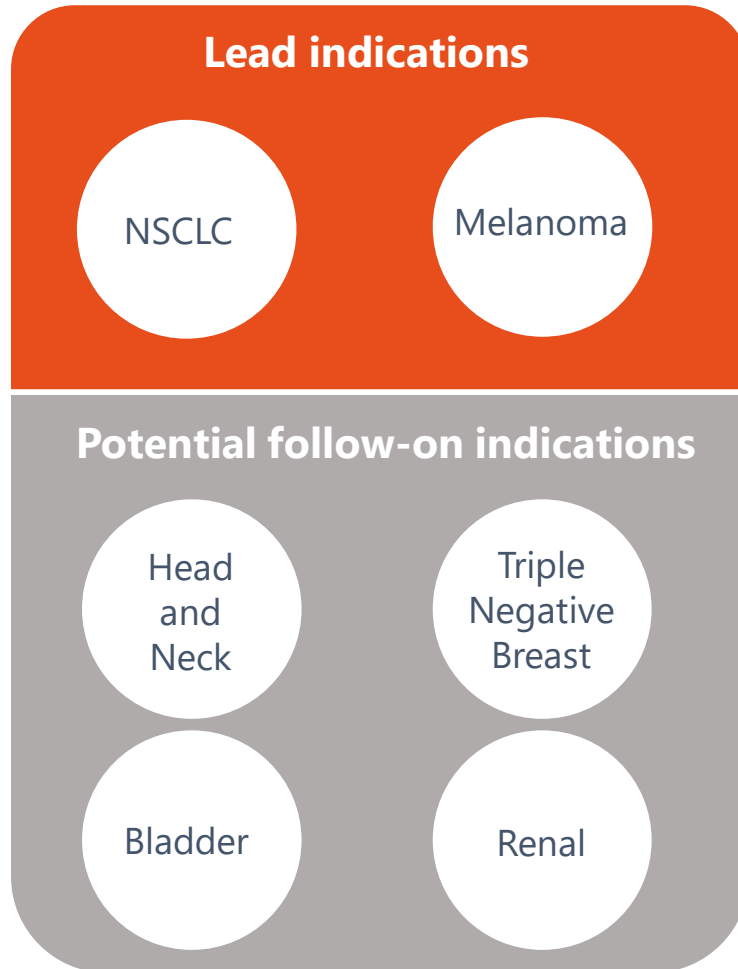 Lead indications
NSCLC
Melanoma
Potential follow-on indications
Head
and
Neck
Triple
Negative
Breast
Bladder
Renal